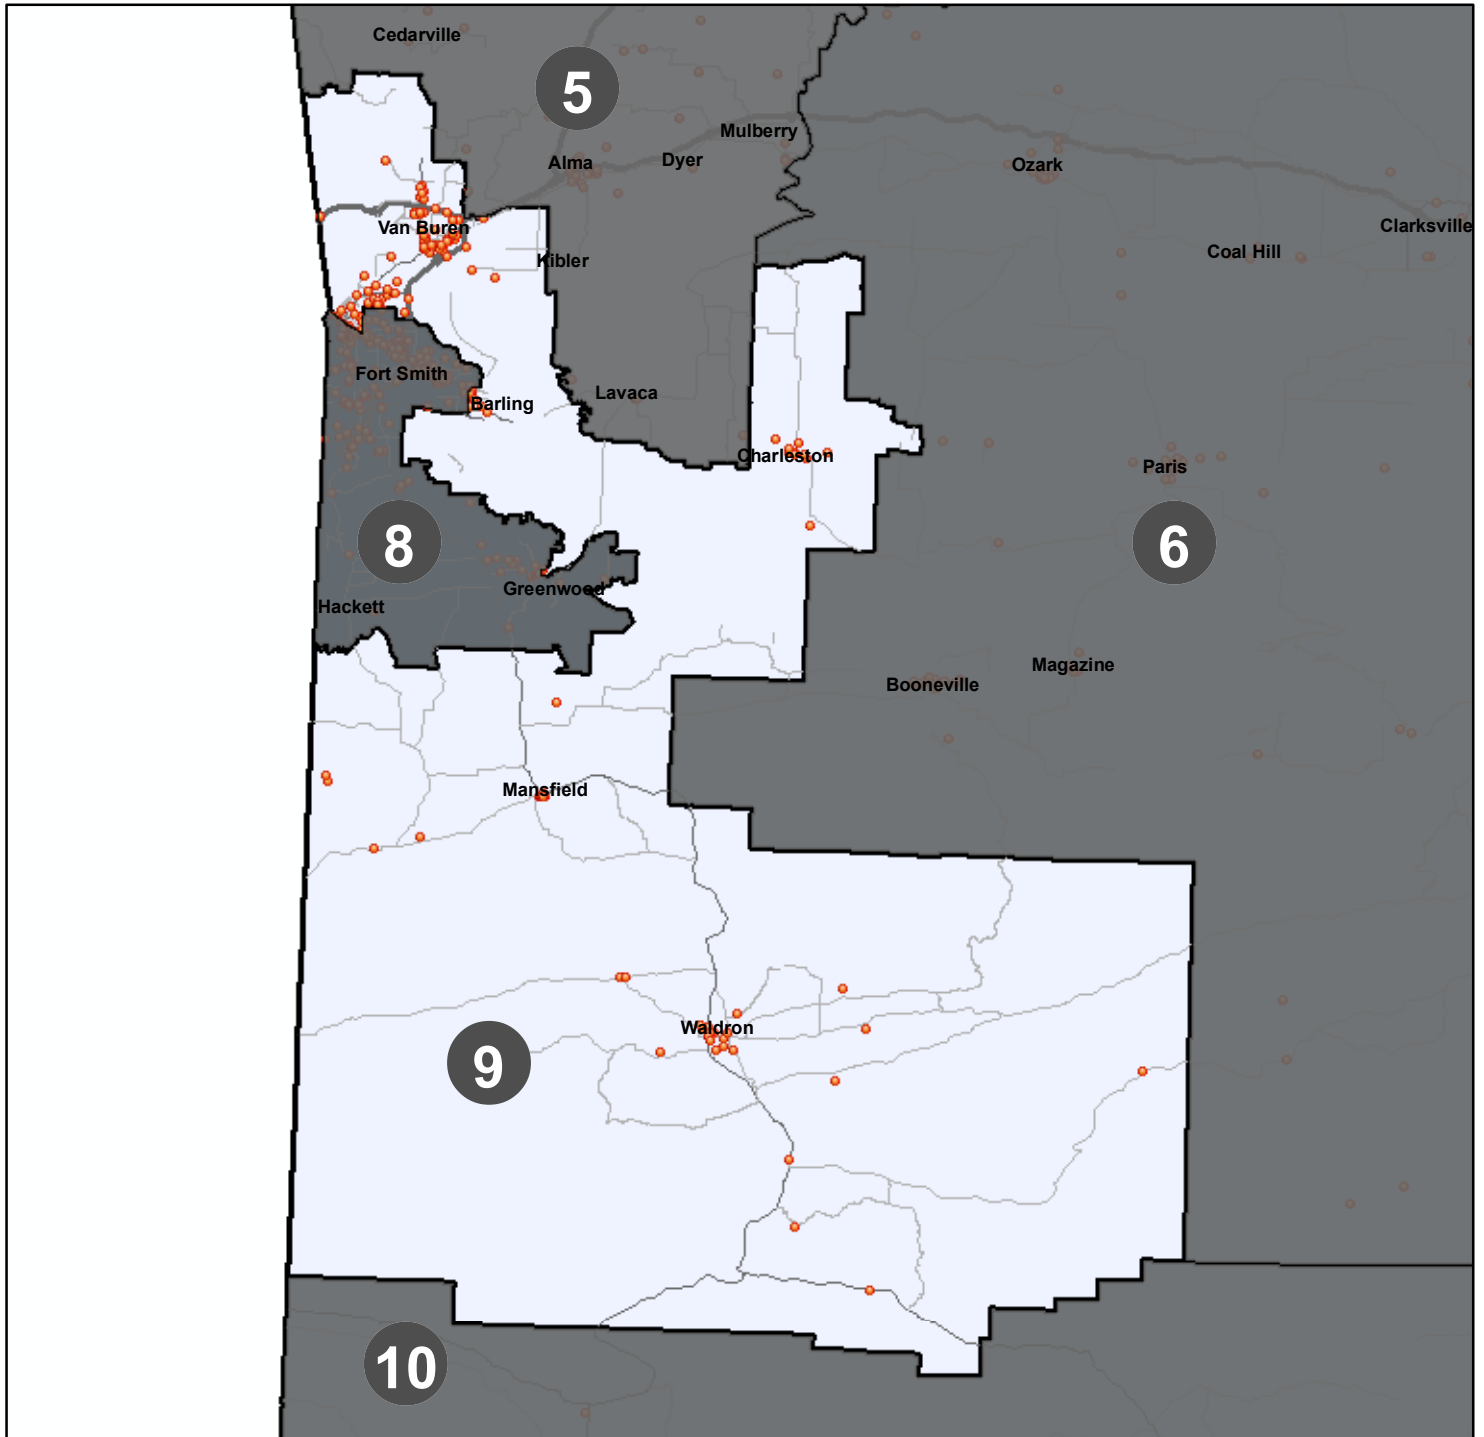 Cedarville
5
Mulberry
Alma
Dyer
Ozark
Van Buren
Clarksville
Coal Hill
Kibler
Fort Smith
Lavaca
Barling
Charleston
Paris
8
6
Greenwood
Hackett
Magazine
Booneville
Mansfield
Waldron
9
10